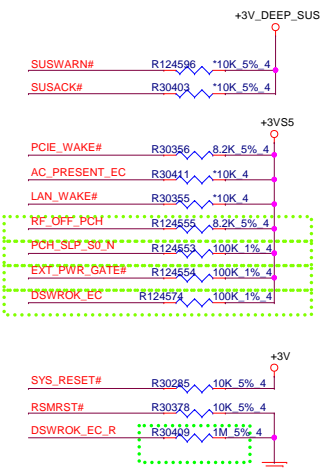 +3V_DEEP_SUS
SUSWARN# R124596 *10K_5%_4
SUSACK# R30403 *10K_5%_4
+3VS5
PCIE_WAKE# R30356 8.2K_5%_4
AC_PRESENT_EC R30411 *10K_4
LAN_WAKE# R30355 *10K_4
RF_OFF_PCH R124555 8.2K_5%_4
PCH_SLP_S0_N R124553 100K_1%_4
EXT_PWR_GATE# R124554 100K_1%_4
DSWROK_EC R124574 100K_1%_4
+3V
SYS_RESET# R30285 10K_5%_4
RSMRST# R30378 10K_5%_4
DSWROK_EC_R R30409 1M_5%_4